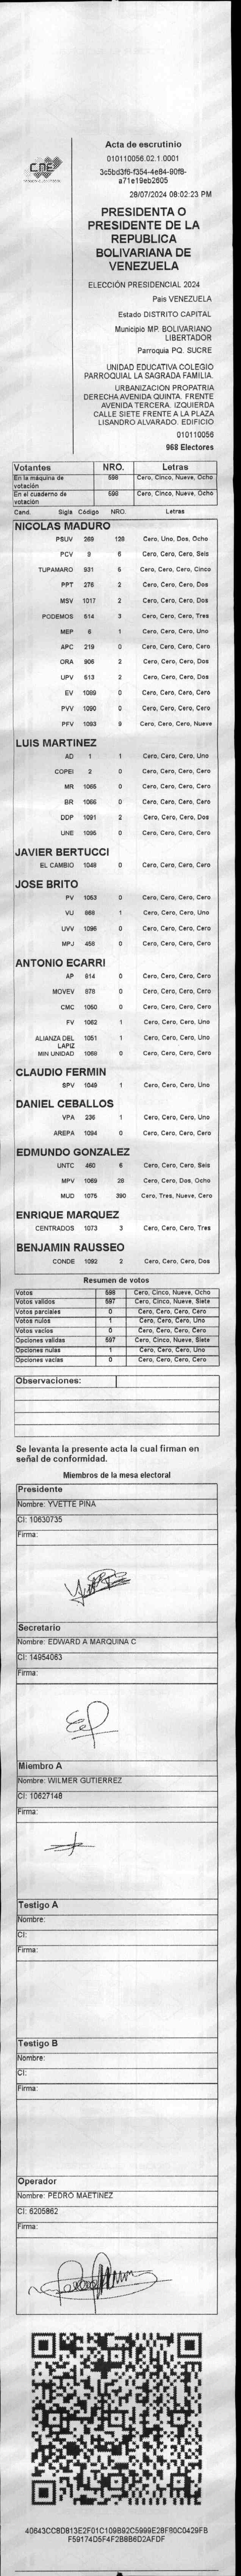 CNE
Acta de escrutinio
010110056.02.1.0001
3c5bd3f6-f354-4e84-90f8-
a71e19eb2605
28/07/2024 08:02:23 PM
PRESIDENTA O
PRESIDENTE DE LA
REPUBLICA
BOLIVARIANA DE
VENEZUELA
ELECCIÓN PRESIDENCIAL 2024
Pais VENEZUELA
Estado DISTRITO CAPITAL
Municipio MP. BOLIVARIANO
LIBERTADOR
Parroquia PQ. SUCRE
UNIDAD EDUCATIVA COLEGIO
PARROQUIAL LA SAGRADA FAMILIA.
URBANIZACION PROPATRIA
DERECHA AVENIDA QUINTA. FRENTE
AVENIDA TERCERA. IZQUIERDA
CALLE SIETE FRENTE A LA PLAZA
LISANDRO ALVARADO. EDIFICIO
010110056
968 Electores
Votantes NRO. Letras
En la máquina de votación 598 Cero, Cinco, Nueve, Ocho
En el cuaderno de votación 598 Cero, Cinco, Nueve, Ocho
Cand. Sigla Código NRO. Letras
NICOLAS MADURO
PSUV 269 128 Cero, Uno, Dos, Ocho
PCV 9 6 Cero, Cero, Cero, Seis
TUPAMARO 931 5 Cero, Cero, Cero, Cinco
PPT 276 2 Cero, Cero, Cero, Dos
MSV 1017 2 Cero, Cero, Cero, Dos
PODEMOS 514 3 Cero, Cero, Cero, Tres
MEP 6 1 Cero, Cero, Cero, Uno
APC 219 0 Cero, Cero, Cero, Cero
ORA 906 2 Cero, Cero, Cero, Dos
UPV 613 2 Cero, Cero, Cero, Dos
EV 1089 0 Cero, Cero, Cero, Cero
PVV 1090 0 Cero, Cero, Cero, Cero
PFV 1093 9 Cero, Cero, Cero, Nueve
LUIS MARTINEZ
AD 1 1 Cero, Cero, Cero, Uno
COPEI 2 0 Cero, Cero, Cero, Cero
MR 1065 0 Cero, Cero, Cero, Cero
BR 1066 0 Cero, Cero, Cero, Cero
DDP 1091 2 Cero, Cero, Cero, Dos
UNE 1095 0 Cero, Cero, Cero, Cero
JAVIER BERTUCCI
EL CAMBIO 1048 0 Cero, Cero, Cero, Cero
JOSE BRITO
PV 1053 0 Cero, Cero, Cero, Cero
VU 868 1 Cero, Cero, Cero, Uno
UVV 1096 0 Cero, Cero, Cero, Cero
MPJ 456 0 Cero, Cero, Cero, Cero
ANTONIO ECARRI
AP 914 0 Cero, Cero, Cero, Cero
MOVEV 878 0 Cero, Cero, Cero, Cero
CMC 1050 0 Cero, Cero, Cero, Cero
FV 1062 1 Cero, Cero, Cero, Uno
ALIANZA DEL LAPIZ 1051 1 Cero, Cero, Cero, Uno
MIN UNIDAD 1068 0 Cero, Cero, Cero, Cero
CLAUDIO FERMIN
SPV 1049 1 Cero, Cero, Cero, Uno
DANIEL CEBALLOS
VPA 236 1 Cero, Cero, Cero, Uno
AREPA 1094 0 Cero, Cero, Cero, Cero
EDMUNDO GONZALEZ
UNTC 460 6 Cero, Cero, Cero, Seis
MPV 1069 28 Cero, Cero, Dos, Ocho
MUD 1075 390 Cero, Tres, Nueve, Cero
ENRIQUE MARQUEZ
CENTRADOS 1073 3 Cero, Cero, Cero, Tres
BENJAMIN RAUSSEO
CONDE 1092 2 Cero, Cero, Cero, Dos
Resumen de votos
Votos 598 Cero, Cinco, Nueve, Ocho
Votos validos 597 Cero, Cinco, Nueve, Siete
Votos parciales 0 Cero, Cero, Cero, Cero
Votos nulos 1 Cero, Cero, Cero, Uno
Votos vacios 0 Cero, Cero, Cero, Cero
Opciones validas 597 Cero, Cinco, Nueve, Siete
Opciones nulas 1 Cero, Cero, Cero, Uno
Opciones vacias 0 Cero, Cero, Cero, Cero
Observaciones:
Se levanta la presente acta la cual firman en
señal de conformidad.
Miembros de la mesa electoral
Presidente
Nombre: YVETTE PIÑA
CI: 10630735
Firma:
Secretario
Nombre: EDWARD A MARQUINA C
CI: 14954063
Firma:
Miembro A
Nombre: WILMER GUTIERREZ
CI: 10627148
Firma:
Testigo A
Nombre:
CI:
Firma:
Testigo B
Nombre:
CI:
Firma:
Operador
Nombre: PEDRO MAETINEZ
CI: 6205862
Firma:
40643CC8D813E2F01C109B92C5999E28FB0C0429FB
F59174D5F4F2B8B6D2AFDF